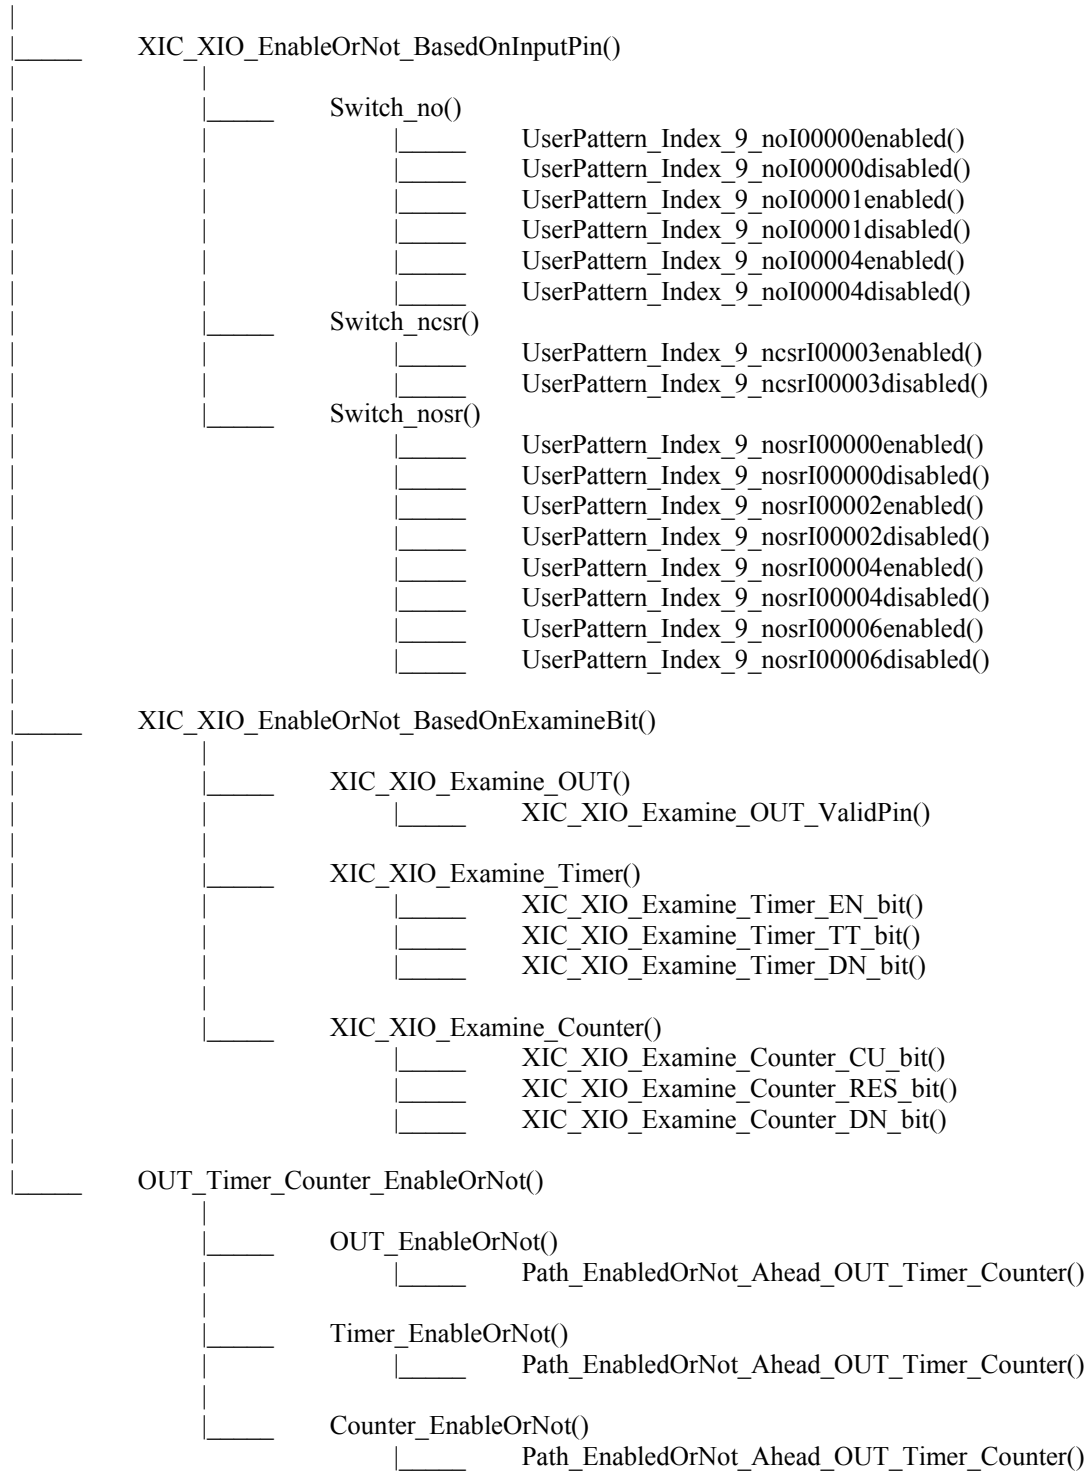 XIC_XIO_EnableOrNot_BasedOnInputPin()
Switch_no()
UserPattern_Index_9_noI00000enabled()
UserPattern_Index_9_noI00000disabled()
UserPattern_Index_9_noI00001enabled()
UserPattern_Index_9_noI00001disabled()
UserPattern_Index_9_noI00004enabled()
UserPattern_Index_9_noI00004disabled()
Switch_ncsr()
UserPattern_Index_9_ncsrI00003enabled()
UserPattern_Index_9_ncsrI00003disabled()
Switch_nosr()
UserPattern_Index_9_nosrI00000enabled()
UserPattern_Index_9_nosrI00000disabled()
UserPattern_Index_9_nosrI00002enabled()
UserPattern_Index_9_nosrI00002disabled()
UserPattern_Index_9_nosrI00004enabled()
UserPattern_Index_9_nosrI00004disabled()
UserPattern_Index_9_nosrI00006enabled()
UserPattern_Index_9_nosrI00006disabled()
XIC_XIO_EnableOrNot_BasedOnExamineBit()
XIC_XIO_Examine_OUT()
XIC_XIO_Examine_OUT_ValidPin()
XIC_XIO_Examine_Timer()
XIC_XIO_Examine_Timer_EN_bit()
XIC_XIO_Examine_Timer_TT_bit()
XIC_XIO_Examine_Timer_DN_bit()
XIC_XIO_Examine_Counter()
XIC_XIO_Examine_Counter_CU_bit()
XIC_XIO_Examine_Counter_RES_bit()
XIC_XIO_Examine_Counter_DN_bit()
OUT_Timer_Counter_EnableOrNot()
OUT_EnableOrNot()
Path_EnabledOrNot_Ahead_OUT_Timer_Counter()
Timer_EnableOrNot()
Path_EnabledOrNot_Ahead_OUT_Timer_Counter()
Counter_EnableOrNot()
Path_EnabledOrNot_Ahead_OUT_Timer_Counter()